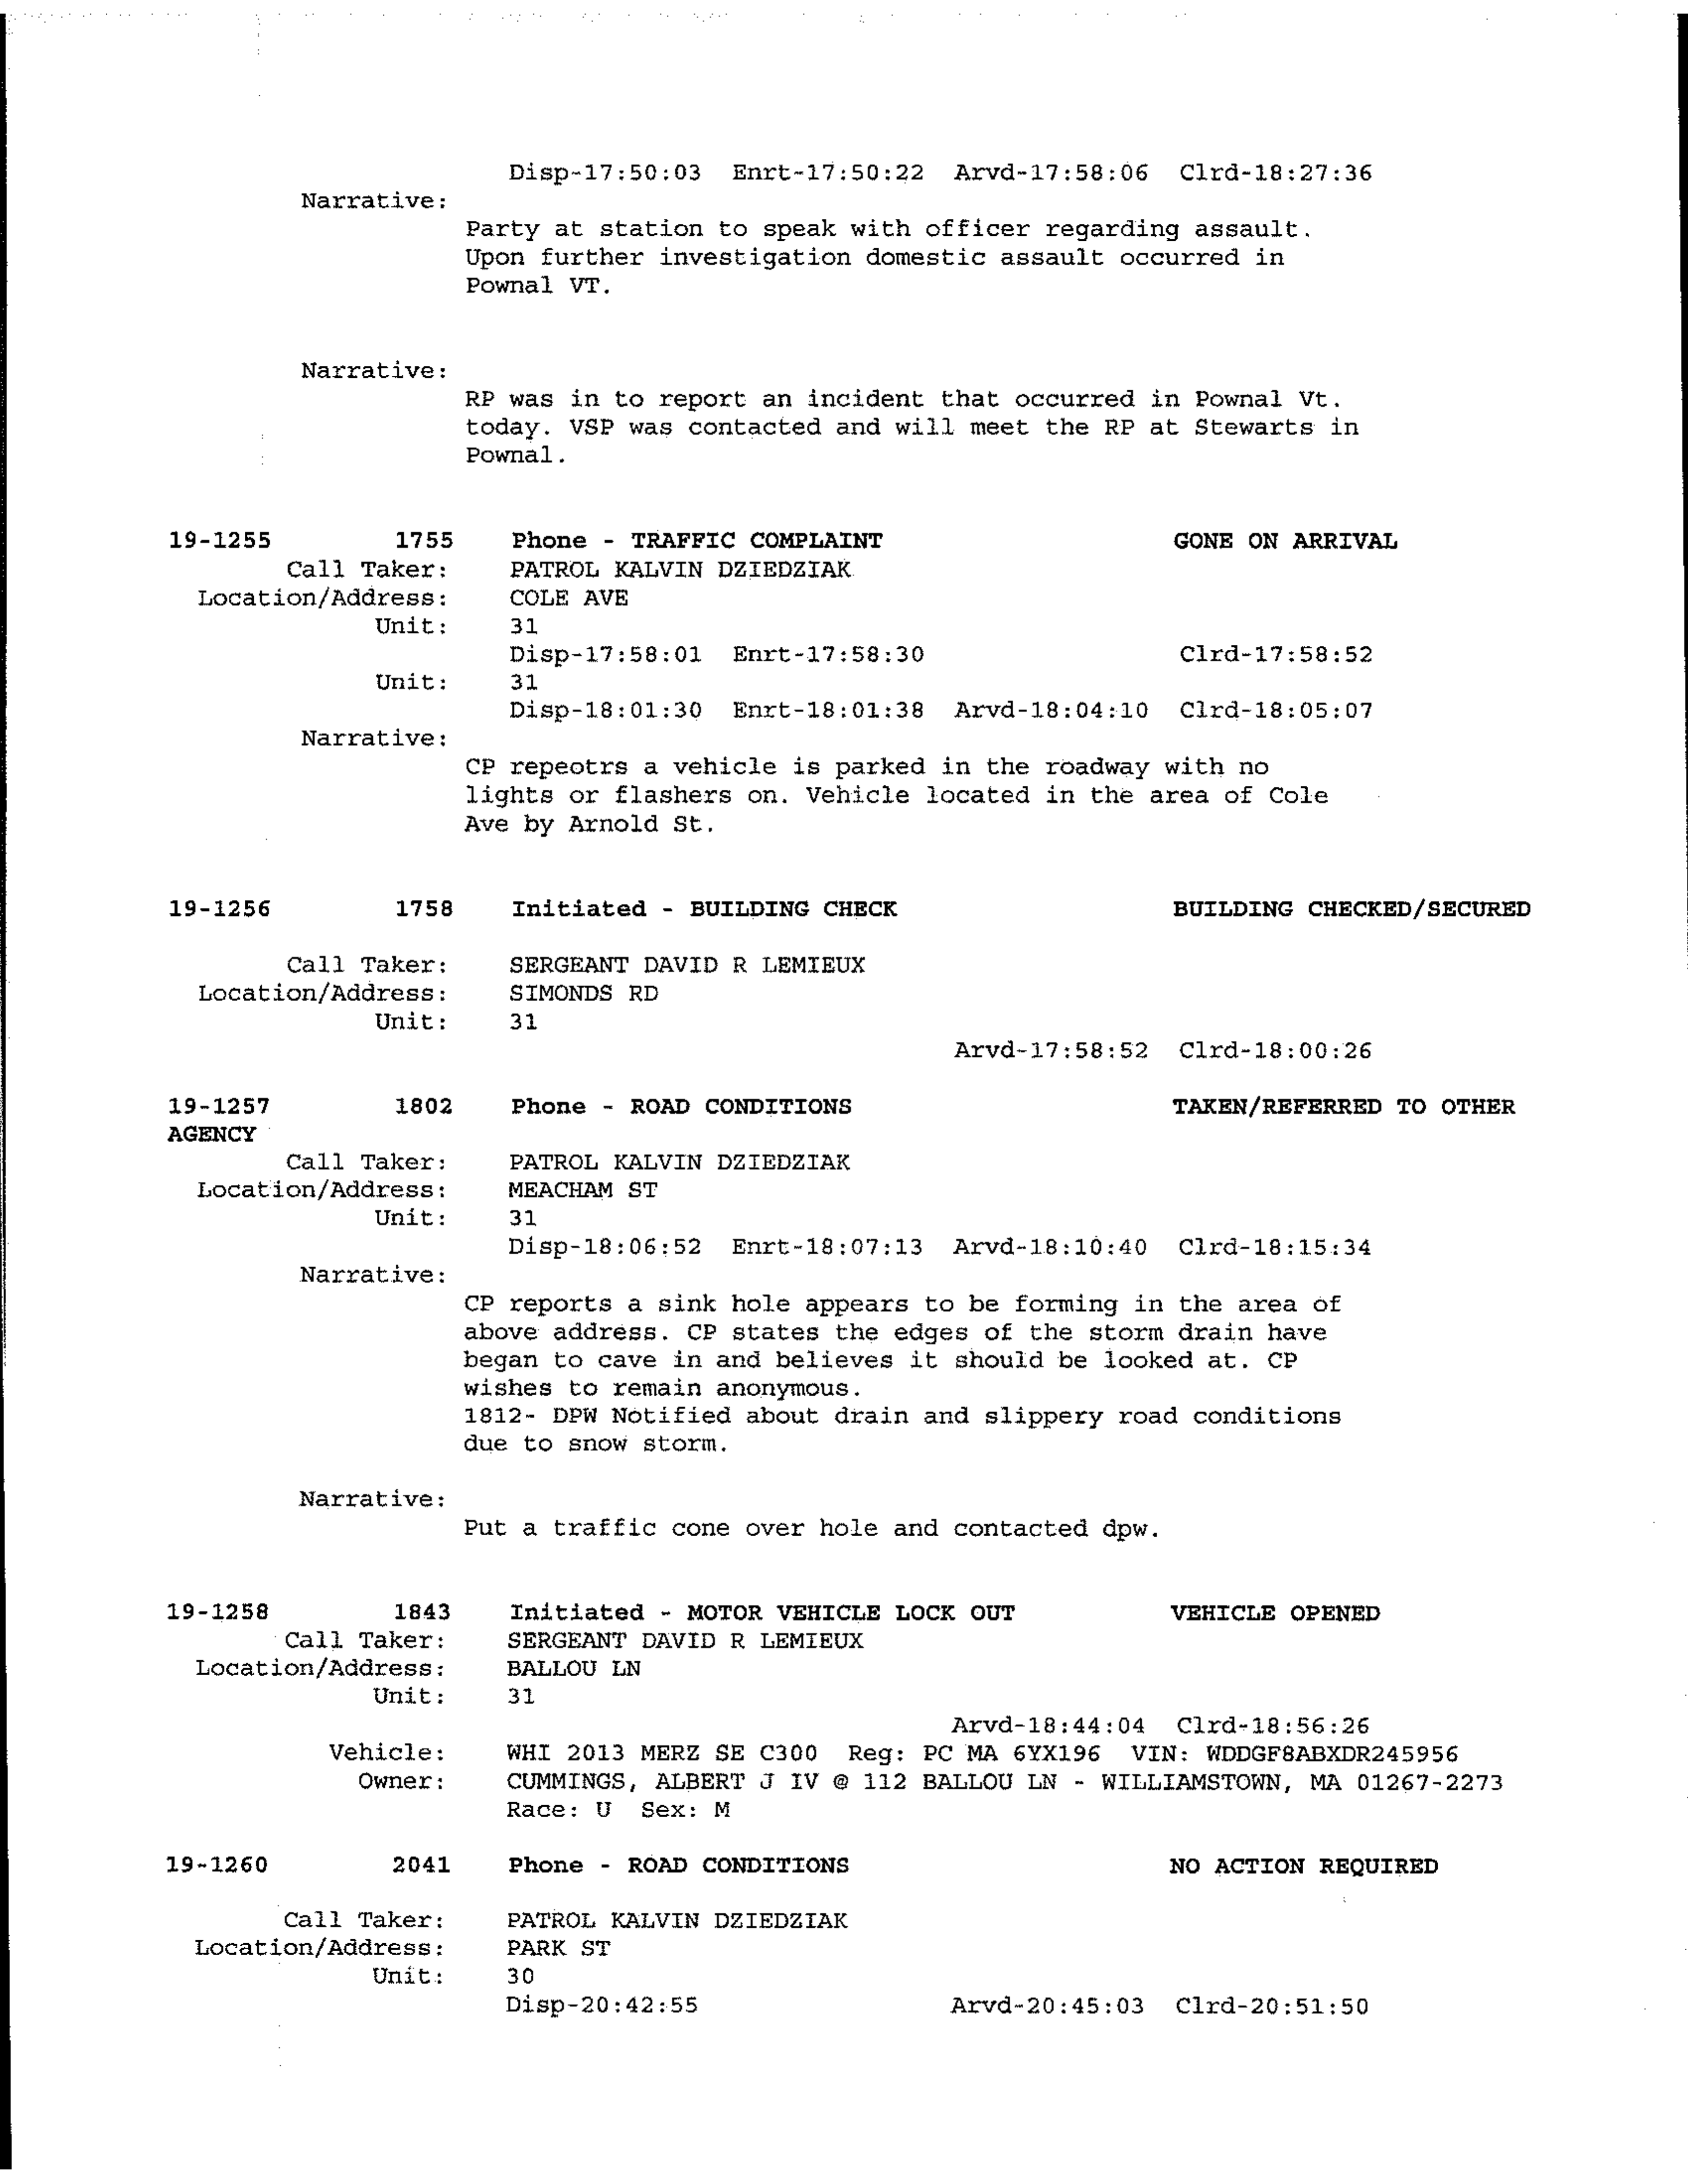 Disp-17:50:03 Enrt-17:50:22 Arvd-17:58:06 Clrd-18:27:36
Narrative:
Party at station to speak with officer regarding assault.
Upon further investigation domestic assault occurred in
Pownal VT.
Narrative:
RP was in to report an incident that occurred in Pownal Vt.
today. VSP was contacted and will meet the RP at Stewarts in
Pownal.
19-1255 1755 Phone - TRAFFIC COMPLAINT GONE ON ARRIVAL
Call Taker: PATROL KALVIN DZIEDZIAK
Location/Address: COLE AVE
Unit: 31
Disp-17:58:01 Enrt-17:58:30 Clrd-17:58:52
Unit: 31
Disp-18:01:30 Enrt-18:01:38 Arvd-18:04:10 Clrd-18:05:07
Narrative:
CP repeotrs a vehicle is parked in the roadway with no
lights or flashers on. Vehicle located in the area of Cole
Ave by Arnold St.
19-1256 1758 Initiated - BUILDING CHECK BUILDING CHECKED/SECURED
Call Taker: SERGEANT DAVID R LEMIEUX
Location/Address: SIMONDS RD
Unit: 31
Arvd-17:58:52 Clrd-18:00:26
19-1257 1802 Phone - ROAD CONDITIONS TAKEN/REFERRED TO OTHER
AGENCY
Call Taker: PATROL KALVIN DZIEDZIAK
Location/Address: MEACHAM ST
Unit: 31
Disp-18:06:52 Enrt-18:07:13 Arvd-18:10:40 Clrd-18:15:34
Narrative:
CP reports a sink hole appears to be forming in the area of
above address. CP states the edges of the storm drain have
began to cave in and believes it should be looked at. CP
wishes to remain anonymous.
1812- DPW Notified about drain and slippery road conditions
due to snow storm.
Narrative:
Put a traffic cone over hole and contacted dpw.
19-1258 1843 Initiated - MOTOR VEHICLE LOCK OUT VEHICLE OPENED
Call Taker: SERGEANT DAVID R LEMIEUX
Location/Address: BALLOU LN
Unit: 31
Arvd-18:44:04 Clrd-18:56:26
Vehicle: WHI 2013 MERZ SE C300 Reg: PC MA 6YX196 VIN: WDDGF8ABXDR245956
Owner: CUMMINGS, ALBERT J IV @ 112 BALLOU LN - WILLIAMSTOWN, MA 01267-2273
Race: U Sex: M
19-1260 2041 Phone - ROAD CONDITIONS NO ACTION REQUIRED
Call Taker: PATROL KALVIN DZIEDZIAK
Location/Address: PARK ST
Unit: 30
Disp-20:42:55 Arvd-20:45:03 Clrd-20:51:50